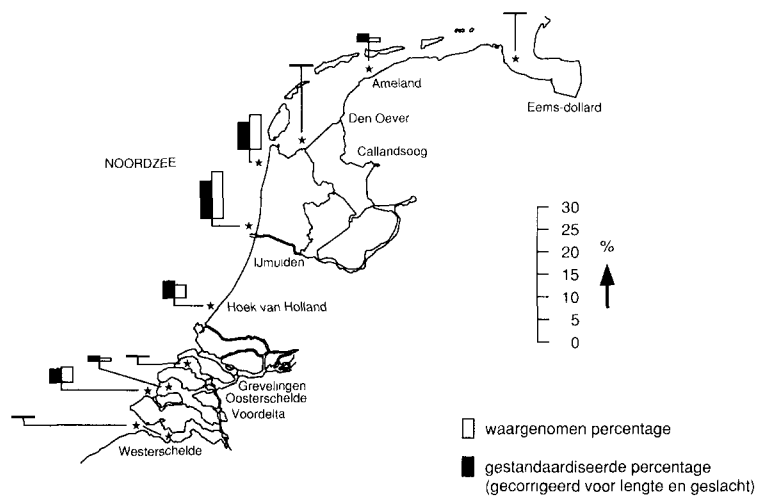 Ameland
Eems-dollard
Den Oever
Callandsoog
NOORDZEE
30
25
20
15
10
5
0
%
IJmuiden
Hoek van Holland
Grevelingen
Oosterschelde
Voordelta
Westerschelde
waargenomen percentage
gestandaardiseerde percentage
(gecorrigeerd voor lengte en geslacht)